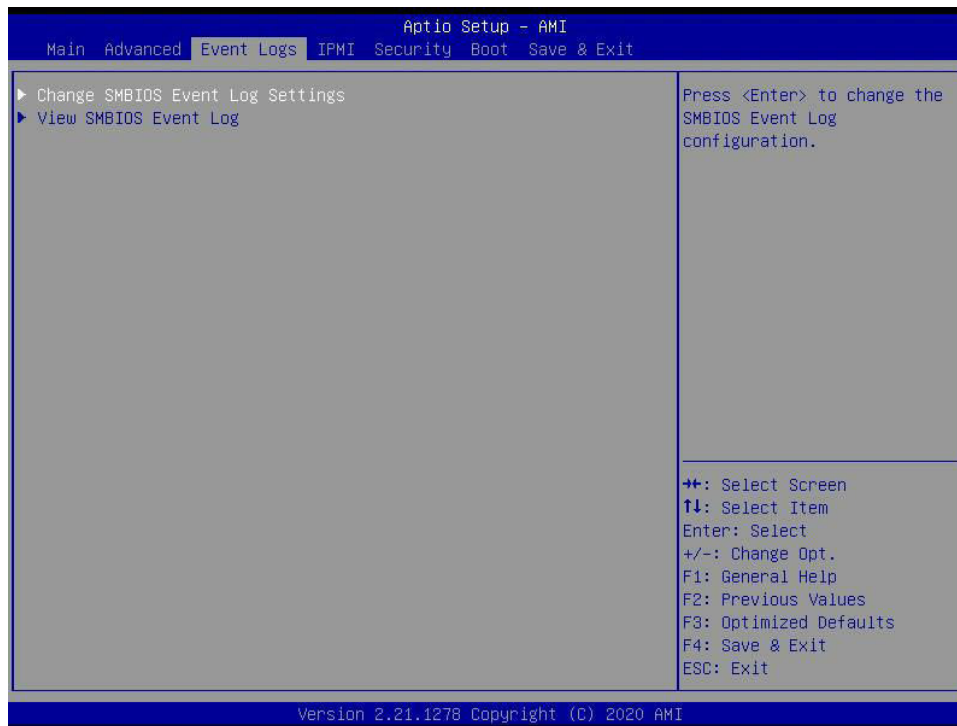 Aptio Setup – AMI
Main Advanced Event Logs IPMI Security Boot Save & Exit
▶ Change SMBIOS Event Log Settings
▶ View SMBIOS Event Log
Press <Enter> to change the
SMBIOS Event Log
configuration.
→←: Select Screen
↑↓: Select Item
Enter: Select
+/-: Change Opt.
F1: General Help
F2: Previous Values
F3: Optimized Defaults
F4: Save & Exit
ESC: Exit
Version 2.21.1278 Copyright (C) 2020 AMI